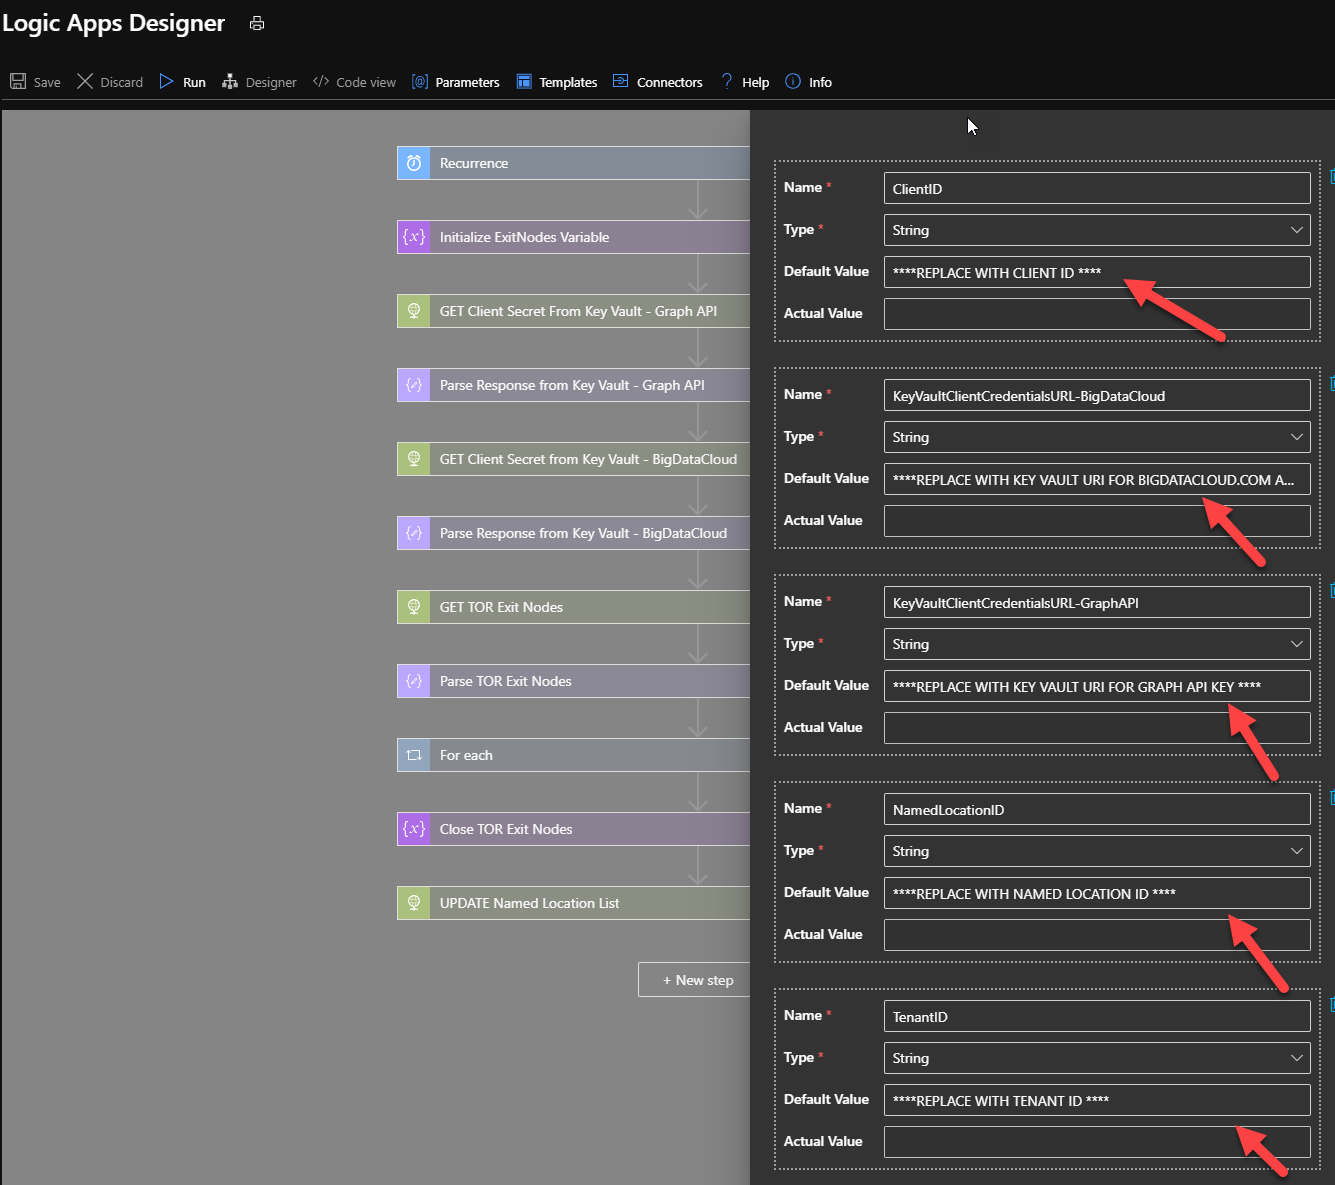 Logic Apps Designer
Save Discard Run Designer </> Code view [@] Parameters Templates Connectors ? Help Info
Recurrence
{x} Initialize ExitNodes Variable
GET Client Secret From Key Vault - Graph API
Parse Response from Key Vault - Graph API
GET Client Secret from Key Vault - BigDataCloud
Parse Response from Key Vault - BigDataCloud
GET TOR Exit Nodes
Parse TOR Exit Nodes
For each
{x} Close TOR Exit Nodes
UPDATE Named Location List
+ New step
Name * ClientID
Type * String
Default Value ****REPLACE WITH CLIENT ID ****
Actual Value
Name * KeyVaultClientCredentialsURL-BigDataCloud
Type * String
Default Value ****REPLACE WITH KEY VAULT URI FOR BIGDATACLOUD.COM A...
Actual Value
Name * KeyVaultClientCredentialsURL-GraphAPI
Type * String
Default Value ****REPLACE WITH KEY VAULT URI FOR GRAPH API KEY ****
Actual Value
Name * NamedLocationID
Type * String
Default Value ****REPLACE WITH NAMED LOCATION ID ****
Actual Value
Name * TenantID
Type * String
Default Value ****REPLACE WITH TENANT ID ****
Actual Value